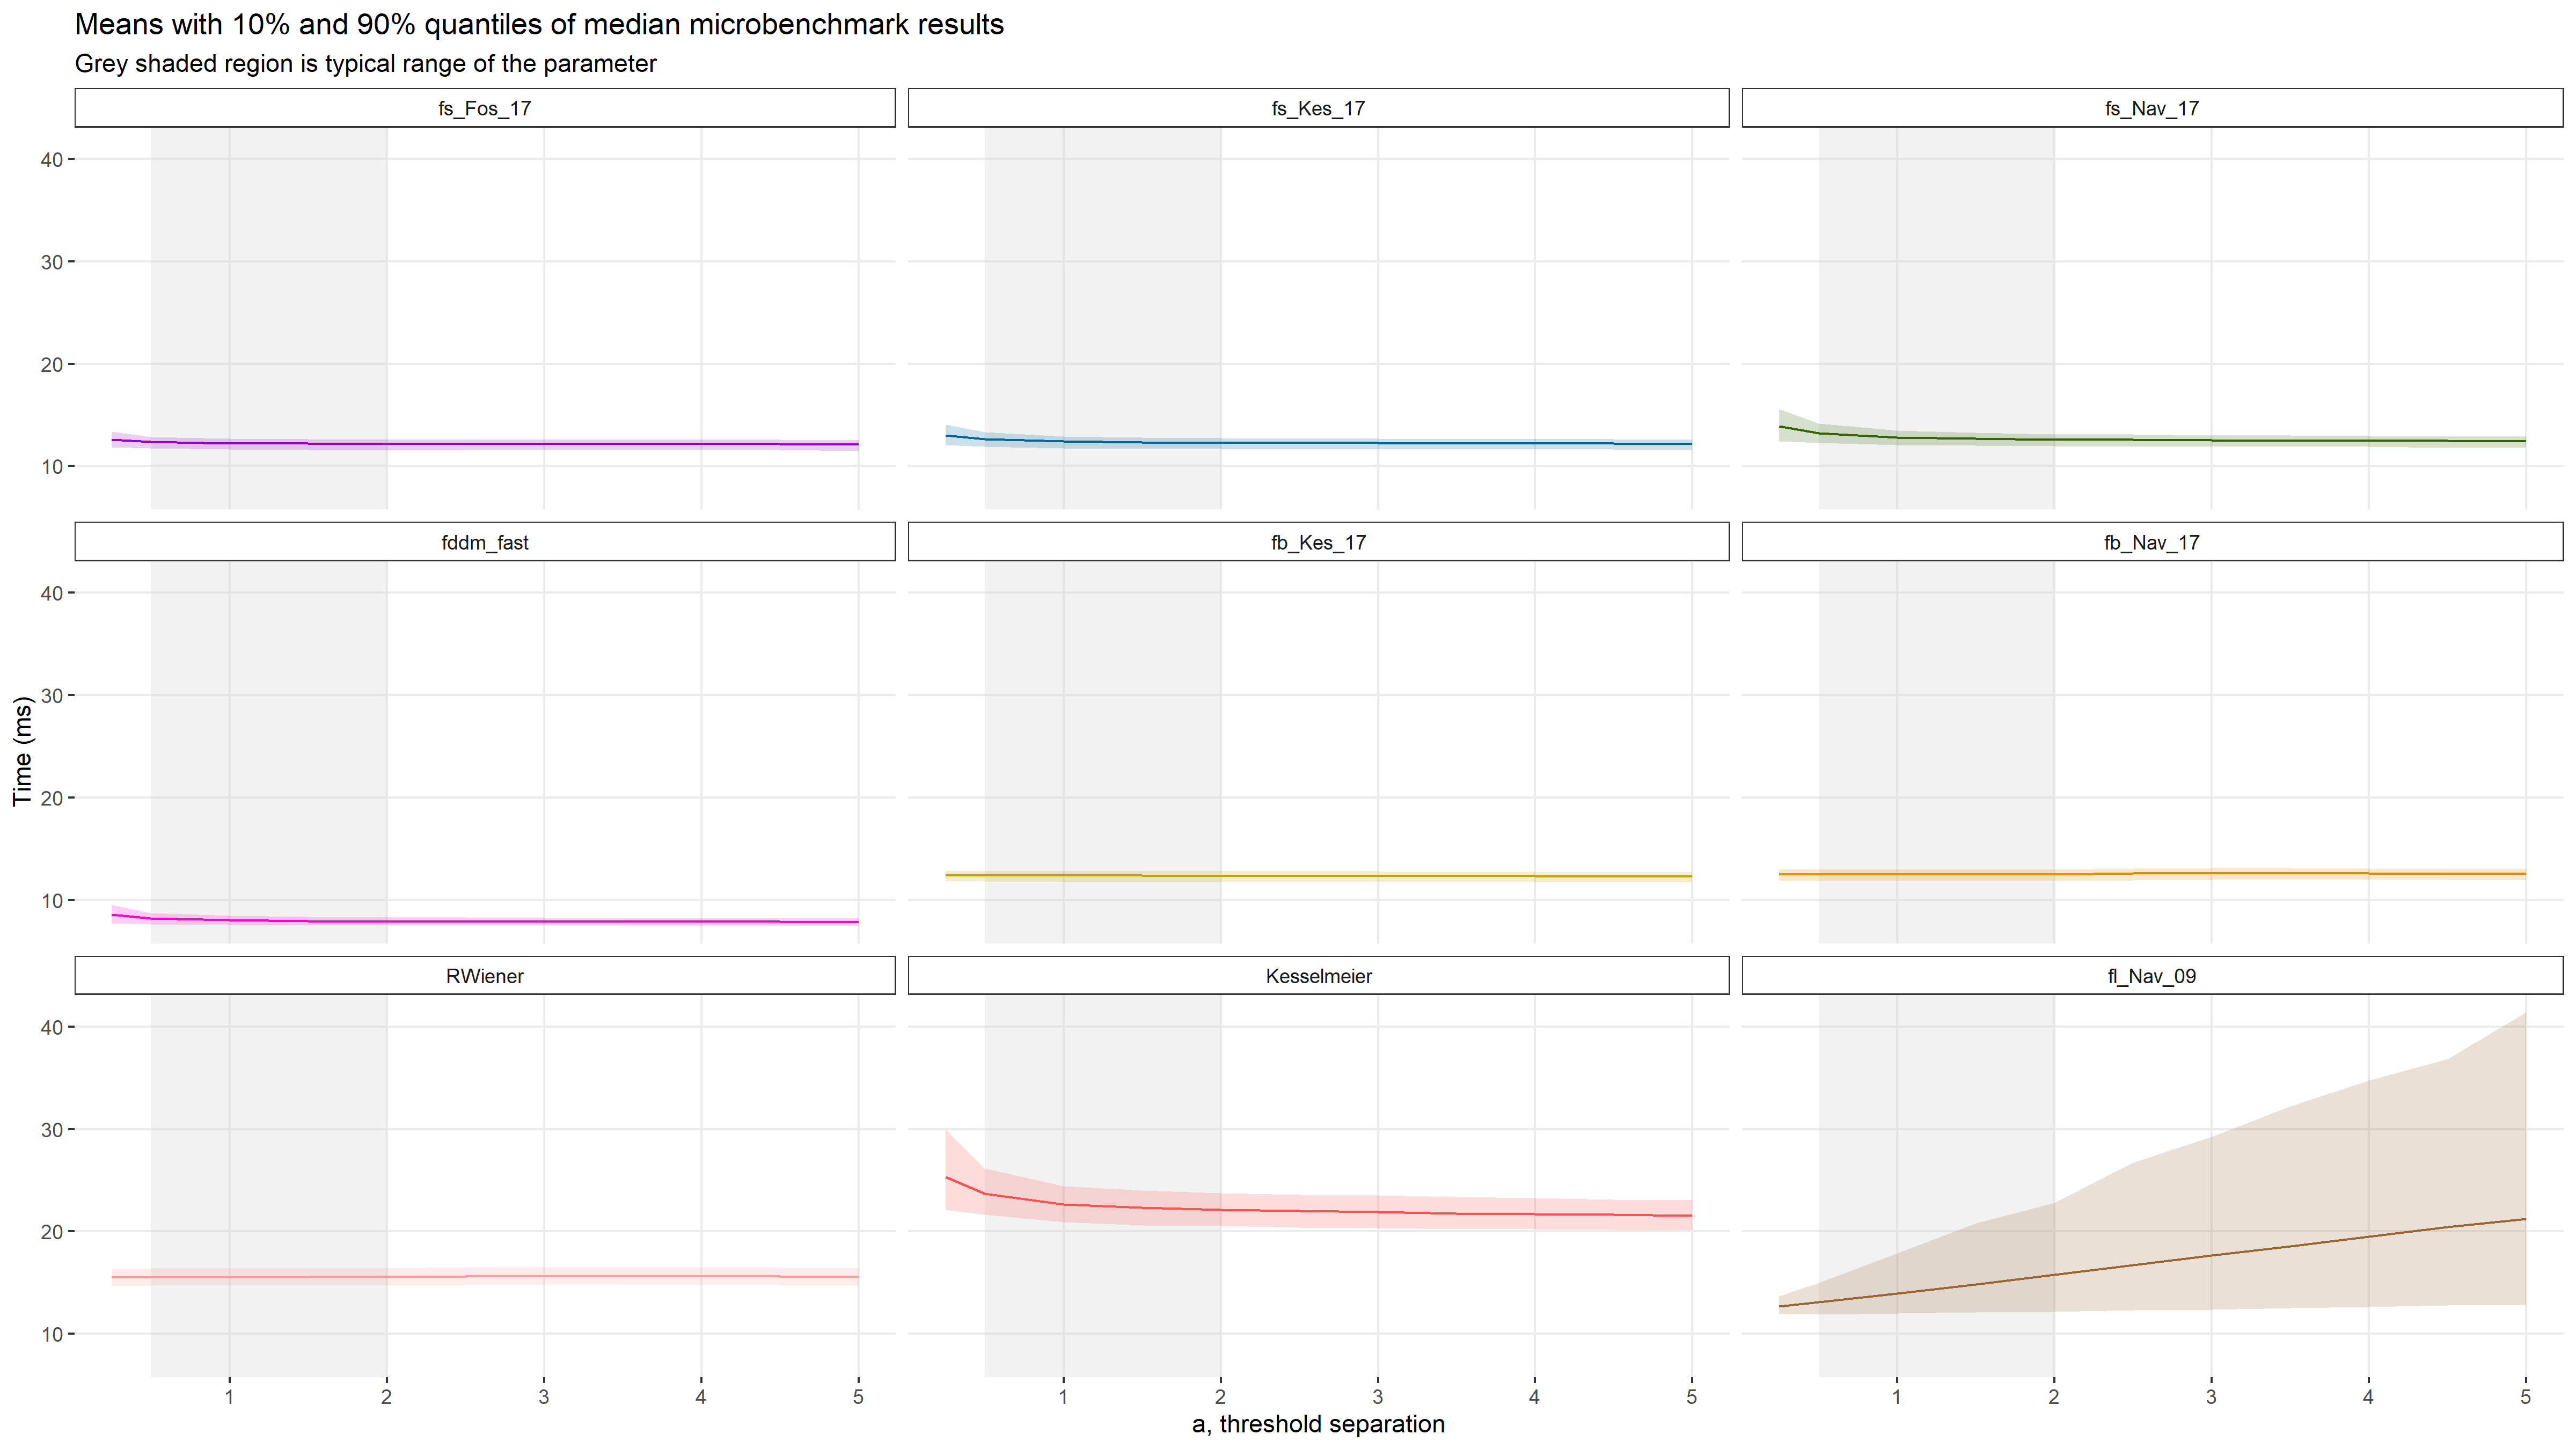 Means with 10% and 90% quantiles of median microbenchmark results
Grey shaded region is typical range of the parameter
fs_Fos_17
fs_Kes_17
fs_Nav_17
40
30
20
10
fddm_fast
fb_Kes_17
fb_Nav_17
40
30
20
10
Time (ms)
RWiener
Kesselmeier
fl_Nav_09
40
30
20
10
1 2 3 4 5 1 2 3 4 5 1 2 3 4 5
a, threshold separation